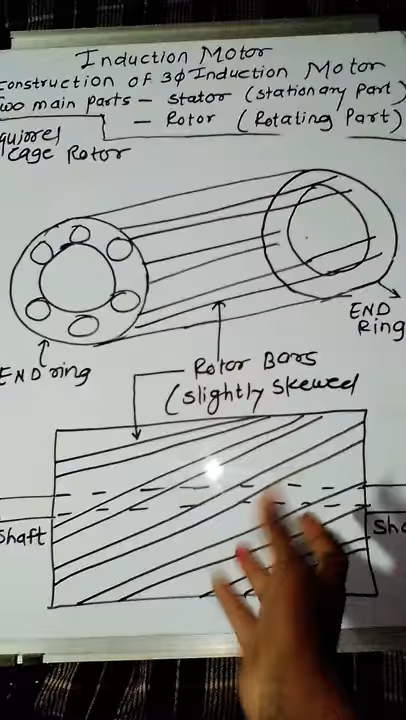 Induction Motor
Construction of 3φ Induction Motor
Two main parts – Stator (Stationary Part)
– Rotor (Rotating Part)
Squirrel
cage Rotor
END
Ring
END ring
Rotor Bars
(slightly skewed
Shaft
Sha